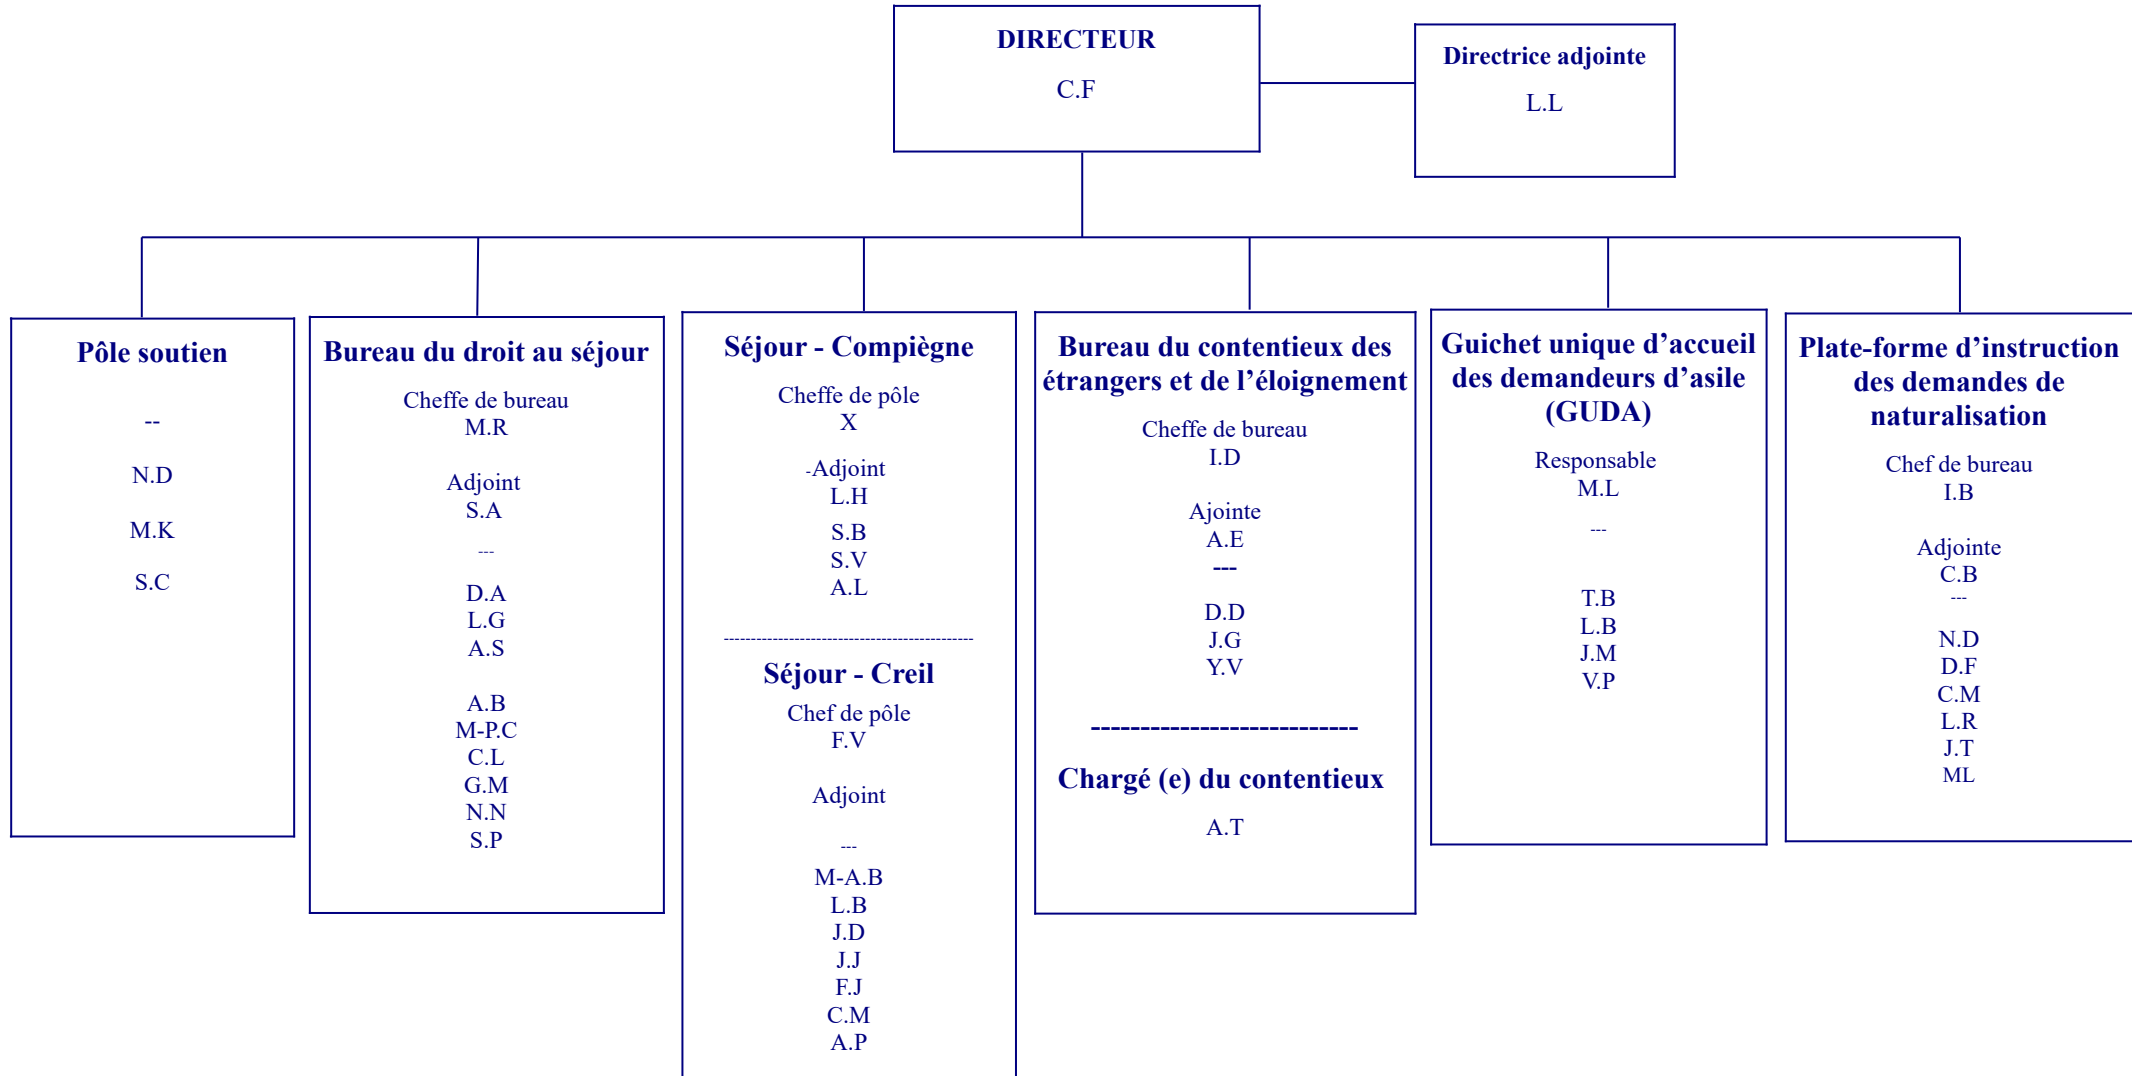 DIRECTEUR
C.F
Directrice adjointe
L.L
Pôle soutien
--
N.D
M.K
S.C
Bureau du droit au séjour
Cheffe de bureau
M.R
Adjoint
S.A
---
D.A
L.G
A.S
A.B
M-P.C
C.L
G.M
N.N
S.P
Séjour - Compiègne
Cheffe de pôle
X
-Adjoint
L.H
S.B
S.V
A.L
-----------------------------------------------
Séjour - Creil
Chef de pôle
F.V
Adjoint
---
M-A.B
L.B
J.D
J.J
F.J
C.M
A.P
Bureau du contentieux des
étrangers et de l’éloignement
Cheffe de bureau
I.D
Ajointe
A.E
---
D.D
J.G
Y.V
---------------------------
Chargé (e) du contentieux
A.T
Guichet unique d’accueil
des demandeurs d’asile
(GUDA)
Responsable
M.L
---
T.B
L.B
J.M
V.P
Plate-forme d’instruction
des demandes de
naturalisation
Chef de bureau
I.B
Adjointe
C.B
---
N.D
D.F
C.M
L.R
J.T
ML